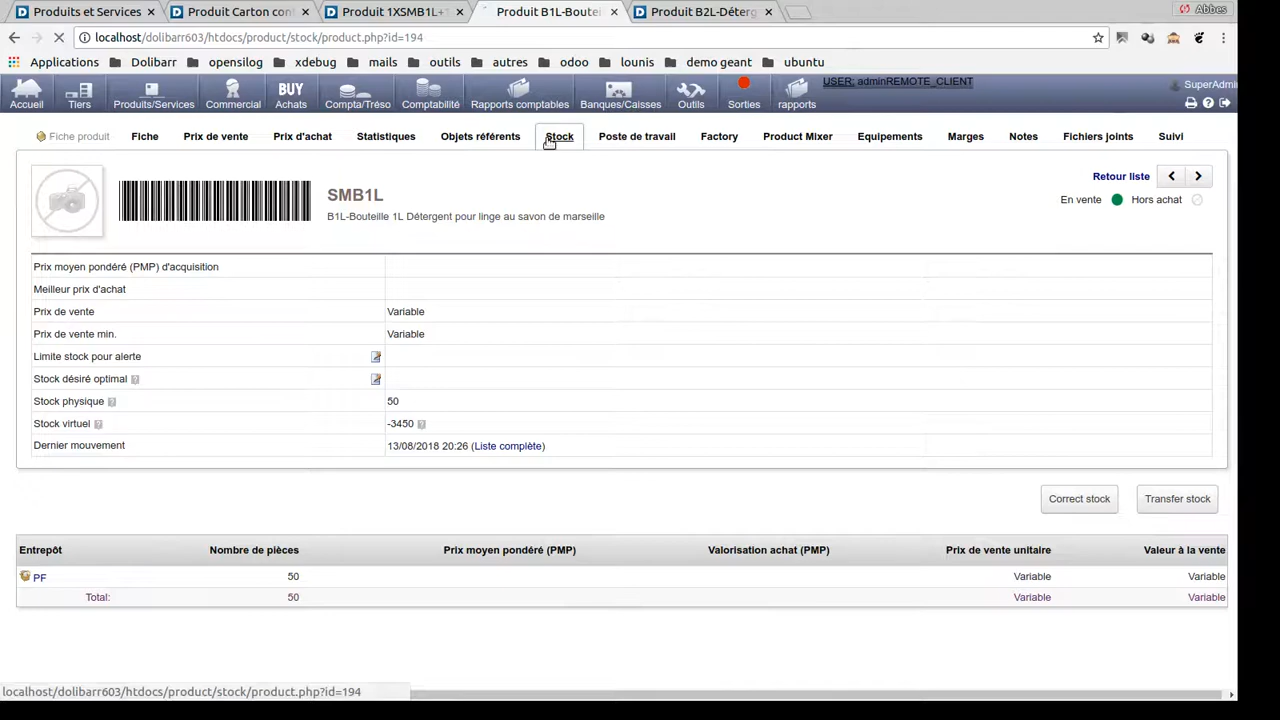 Produits et Services × Produit Carton con × Produit 1XSMB1L+ × Produit B1L-Boute × Produit B2L-Déterg × Abbes
localhost/dolibarr603/htdocs/product/stock/product.php?id=194
Applications Dolibarr opensilog xdebug mails outils autres odoo lounis demo geant ubuntu
Accueil Tiers Produits/Services Commercial BUY Achats Compta/Tréso Comptabilité Rapports comptables Banques/Caisses Outils Sorties rapports
USER: adminREMOTE_CLIENT
SuperAdmin
Fiche produit Fiche Prix de vente Prix d'achat Statistiques Objets référents Stock Poste de travail Factory Product Mixer Equipements Marges Notes Fichiers joints Suivi
SMB1L
B1L-Bouteille 1L Détergent pour linge au savon de marseille
Retour liste
En vente Hors achat
Prix moyen pondéré (PMP) d'acquisition
Meilleur prix d'achat
Prix de vente Variable
Prix de vente min. Variable
Limite stock pour alerte
Stock désiré optimal
Stock physique 50
Stock virtuel -3450
Dernier mouvement 13/08/2018 20:26 (Liste complète)
Correct stock Transfer stock
Entrepôt Nombre de pièces Prix moyen pondéré (PMP) Valorisation achat (PMP) Prix de vente unitaire Valeur à la vente
PF 50 Variable Variable
Total: 50 Variable Variable
localhost/dolibarr603/htdocs/product/stock/product.php?id=194